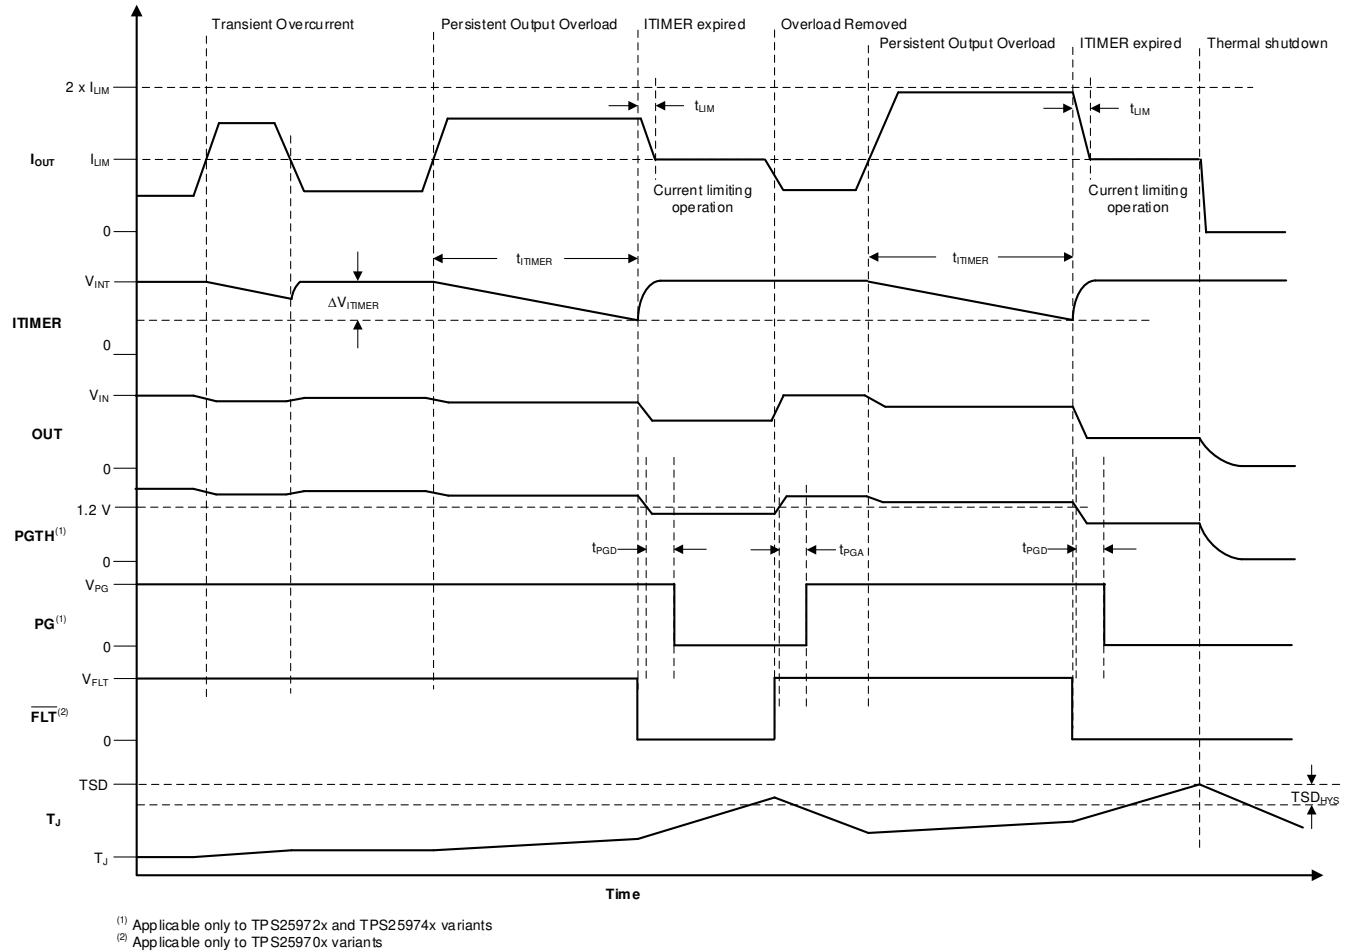 Transient Overcurrent
Persistent Output Overload
ITIMER expired
Overload Removed
Persistent Output Overload
ITIMER expired
Thermal shutdown
2 x ILIM
tLIM
tLIM
IOUT
ILIM
Current limiting
operation
Current limiting
operation
0
tITIMER
tITIMER
VINT
ΔVITIMER
ITIMER
0
VIN
OUT
0
1.2 V
PGTH(1)
tPGD
tPGA
tPGD
0
VPG
PG(1)
0
VFLT
FLT(2)
0
TSD
TSDHYS
TJ
TJ
Time
(1) Applicable only to TPS25972x and TPS25974x variants
(2) Applicable only to TPS25970x variants